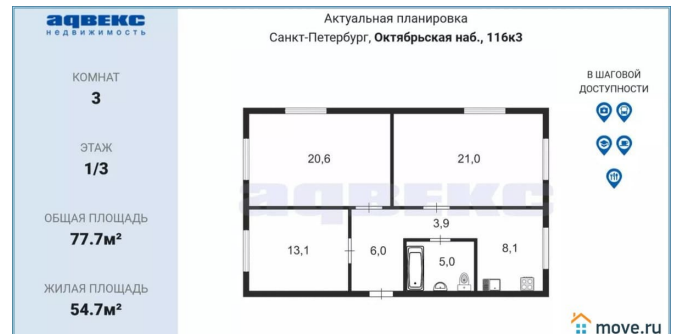 адвекс
недвижимость
Актуальная планировка
Санкт-Петербург, Октябрьская наб., 116к3
КОМНАТ
3
ЭТАЖ
1/3
ОБЩАЯ ПЛОЩАДЬ
77.7м²
ЖИЛАЯ ПЛОЩАДЬ
54.7м²
20,6
21,0
адвекс
3,9
13,1
6,0
5,0
8,1
В ШАГОВОЙ
ДОСТУПНОСТИ
move.ru